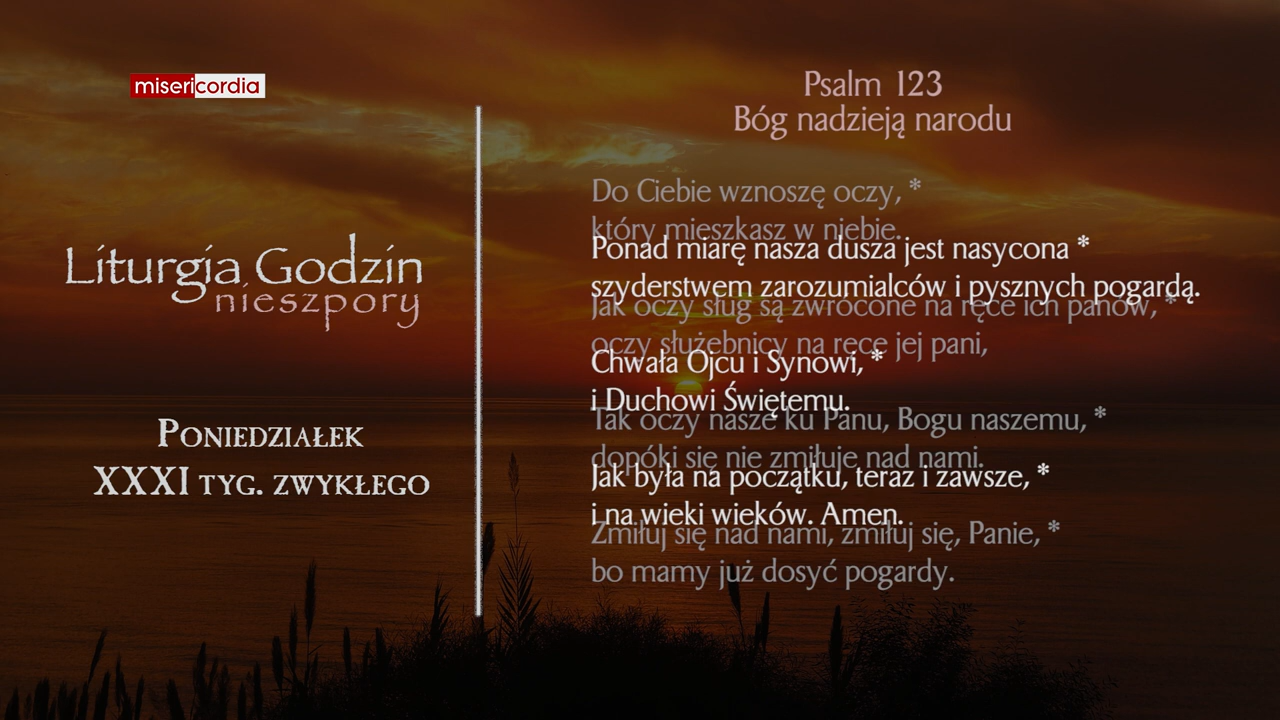 misericordia
Liturgia Godzin
nieszpory
Poniedziałek
XXXI tyg. zwykłego
Psalm 123
Bóg nadzieją narodu
Do Ciebie wznoszę oczy, *
który mieszkasz w niebie.
Ponad miarę nasza dusza jest nasycona *
szyderstwem zarozumialców i pysznych pogardą.
Jak oczy sług są zwrócone na ręce ich panów, *
oczy służebnicy na ręce jej pani,
Chwała Ojcu i Synowi, *
i Duchowi Świętemu.
Tak oczy nasze ku Panu, Bogu naszemu, *
dopóki się nie zmiłuje nad nami.
Jak była na początku, teraz i zawsze, *
i na wieki wieków. Amen.
Zmiłuj się nad nami, zmiłuj się, Panie, *
bo mamy już dosyć pogardy.